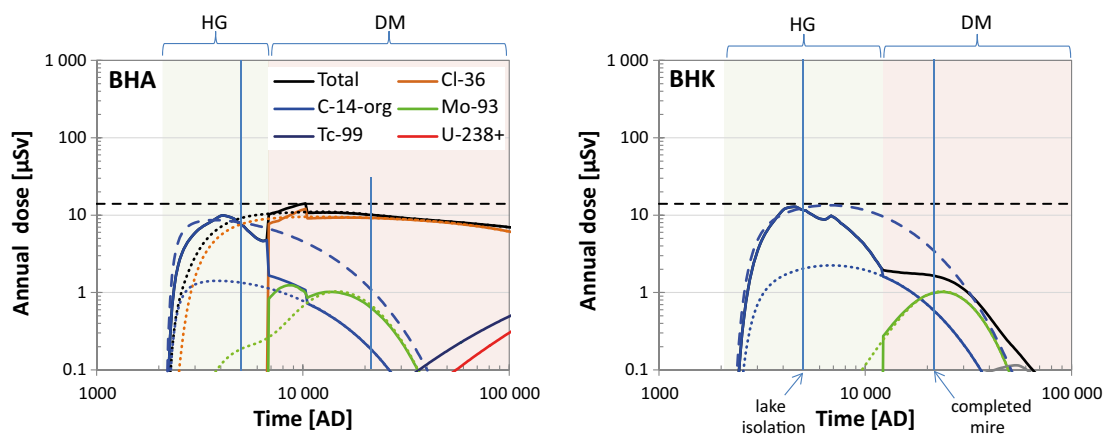 HG DM
1 000
100
10
1
0.1
Annual dose [µSv]
BHA
Total Cl-36
C-14-org Mo-93
Tc-99 U-238+
1000 10 000 100 000
Time [AD]
HG DM
1 000
100
10
1
0.1
Annual dose [µSv]
BHK
1000 10 000 100 000
Time [AD]
lake
isolation
completed
mire